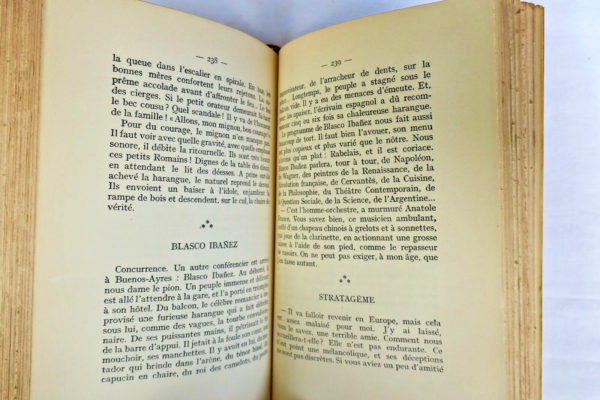 — 238 —
la queue dans l'escalier en spirale. En tas, les
bonnes mères confortent leurs rejetons. La
prême accolade avant d'affronter le feu. Le
des cierges. Si le petit orateur demeurait
le bec cousu? Quel scandale! Il y va de l'honneur
de la famille! «Allons, mon mignon, bon courage!»
Pour du courage, le mignon n'en manque pas.
Il faut voir avec quelle gravité, avec quelle emphase
sonore, il débite la ritournelle. Ils sont très forts
ces petits Romains! Dignes de la table des dieux,
en attendant le lit des déesses. A peine ont-ils
achevé la harangue, le naturel reprend le dessus.
Ils envoient un baiser à l'idole, enjambent la
rampe de bois et descendent, sur le cul, la chaire de
vérité.
BLASCO IBAÑEZ
Concurrence. Un autre conférencier est arrivé
à Buenos-Ayres : Blasco Ibañez. Au débotté, il
nous dame le pion. Un peuple immense et délirant
est allé l'attendre à la gare, et l'a porté en triomphe
à son hôtel. Du balcon, le célèbre romancier a im-
provisé une furieuse harangue qui a fait déferler
sous lui, comme des vagues, la tourbe
naire. De ses puissantes mains, il pétrissait le
de la barre d'appui. Il jetait à la foule son
mouchoir, ses manchettes. Il y avait en lui, du
tador qui brinde dans l'arène, du ténor
capucin en chaire, du roi des camelots, du
— 239 —
improvisateur, de l'arracheur de dents, sur la
Longtemps, le peuple a stagné sous le
vide. Il y a eu des menaces d'émeute. Et,
les apaiser, l'écrivain espagnol a dû recom-
mencer cinq ou six fois sa chaleureuse harangue.
Le programme de Blasco Ibañez nous fait aussi
beaucoup de tort. Il faut bien l'avouer, son menu
est plus copieux et plus varié que le nôtre. Nous
n'avons qu'un plat : Rabelais, et il est coriace.
Blasco Ibañez parlera, tour à tour, de Napoléon,
de Wagner, des peintres de la Renaissance, de la
Révolution française, de Cervantès, de la Cuisine,
de la Philosophie, du Théâtre Contemporain, de
la Question Sociale, de la Science, de l'Argentine...
— C'est l'homme-orchestre, a murmuré Anatole
France. Vous savez bien, ce musicien ambulant,
coiffé d'un chapeau chinois à grelots et à sonnettes,
qui joue de la clarinette, en actionnant une grosse
caisse à l'aide de son pied, comme le repasseur
son tranchoir. On ne peut pas exiger, à mon âge, que
j'en fasse autant.
STRATAGÈME
— Il va falloir revenir en Europe, mais cela
est assez malaisé pour moi. J'y ai laissé,
vous le savez, une terrible amie. Comment nous
accueillera-t-elle? Elle n'est pas endurante. Ce
n'est point une mélancolique, et ses déceptions
ne sont pas discrètes. Si vous aviez un peu d'amitié